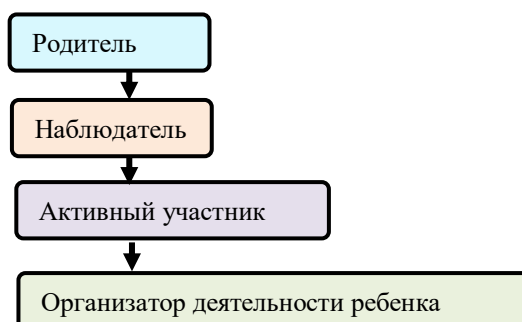 Родитель
Наблюдатель
Активный участник
Организатор деятельности ребенка